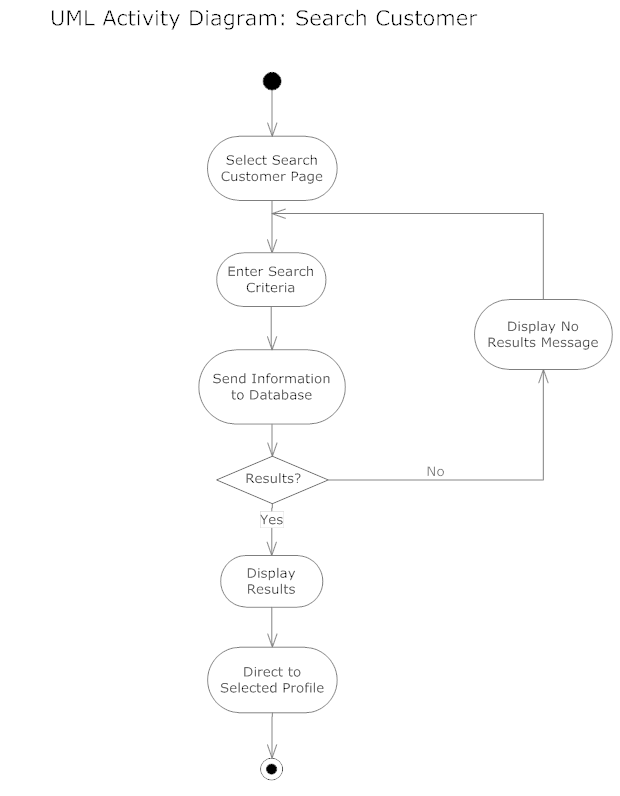 UML Activity Diagram: Search Customer
Select Search
Customer Page
Enter Search
Criteria
Display No
Results Message
Send Information
to Database
Results?
No
Yes
Display
Results
Direct to
Selected Profile